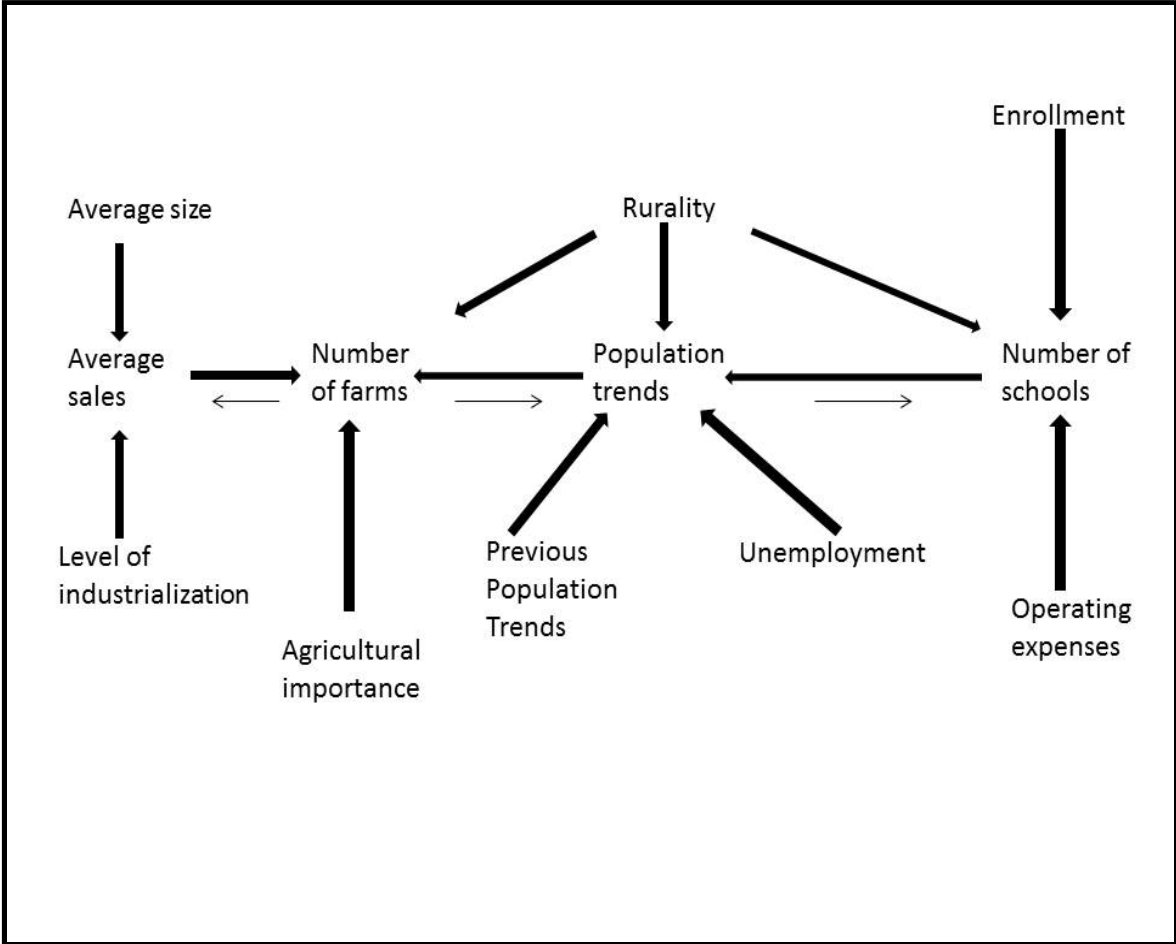 Enrollment
Average size
Rurality
Average
sales
Number
of farms
Population
trends
Number of
schools
Level of
industrialization
Previous
Population
Trends
Unemployment
Operating
expenses
Agricultural
importance